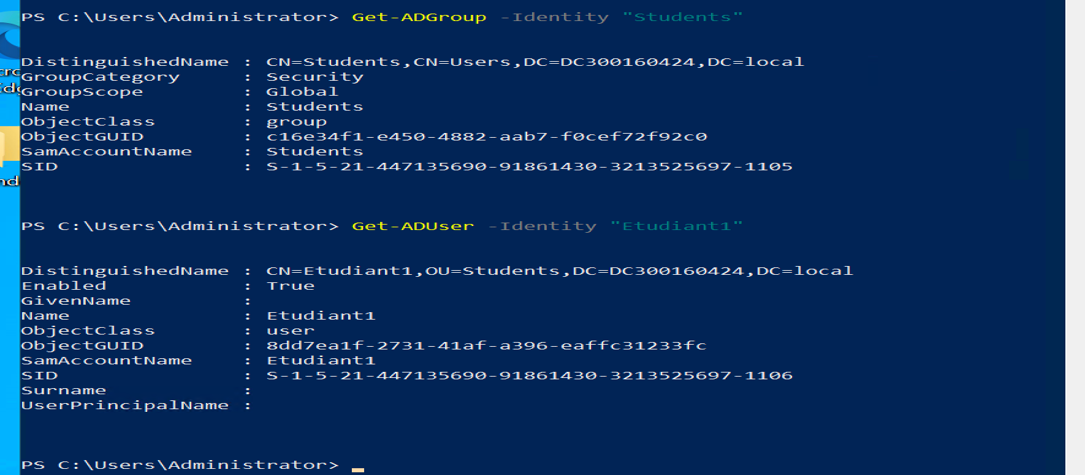 PS C:\Users\Administrator> Get-ADGroup -Identity "Students"
DistinguishedName : CN=Students,CN=Users,DC=DC300160424,DC=local
GroupCategory : Security
GroupScope : Global
Name : Students
ObjectClass : group
ObjectGUID : c16e34f1-e450-4882-aab7-f0cef72f92c0
SamAccountName : Students
SID : S-1-5-21-447135690-91861430-3213525697-1105
PS C:\Users\Administrator> Get-ADUser -Identity "Etudiant1"
DistinguishedName : CN=Etudiant1,OU=Students,DC=DC300160424,DC=local
Enabled : True
GivenName :
Name : Etudiant1
ObjectClass : user
ObjectGUID : 8dd7ea1f-2731-41af-a396-eaffc31233fc
SamAccountName : Etudiant1
SID : S-1-5-21-447135690-91861430-3213525697-1106
Surname :
UserPrincipalName :
PS C:\Users\Administrator>